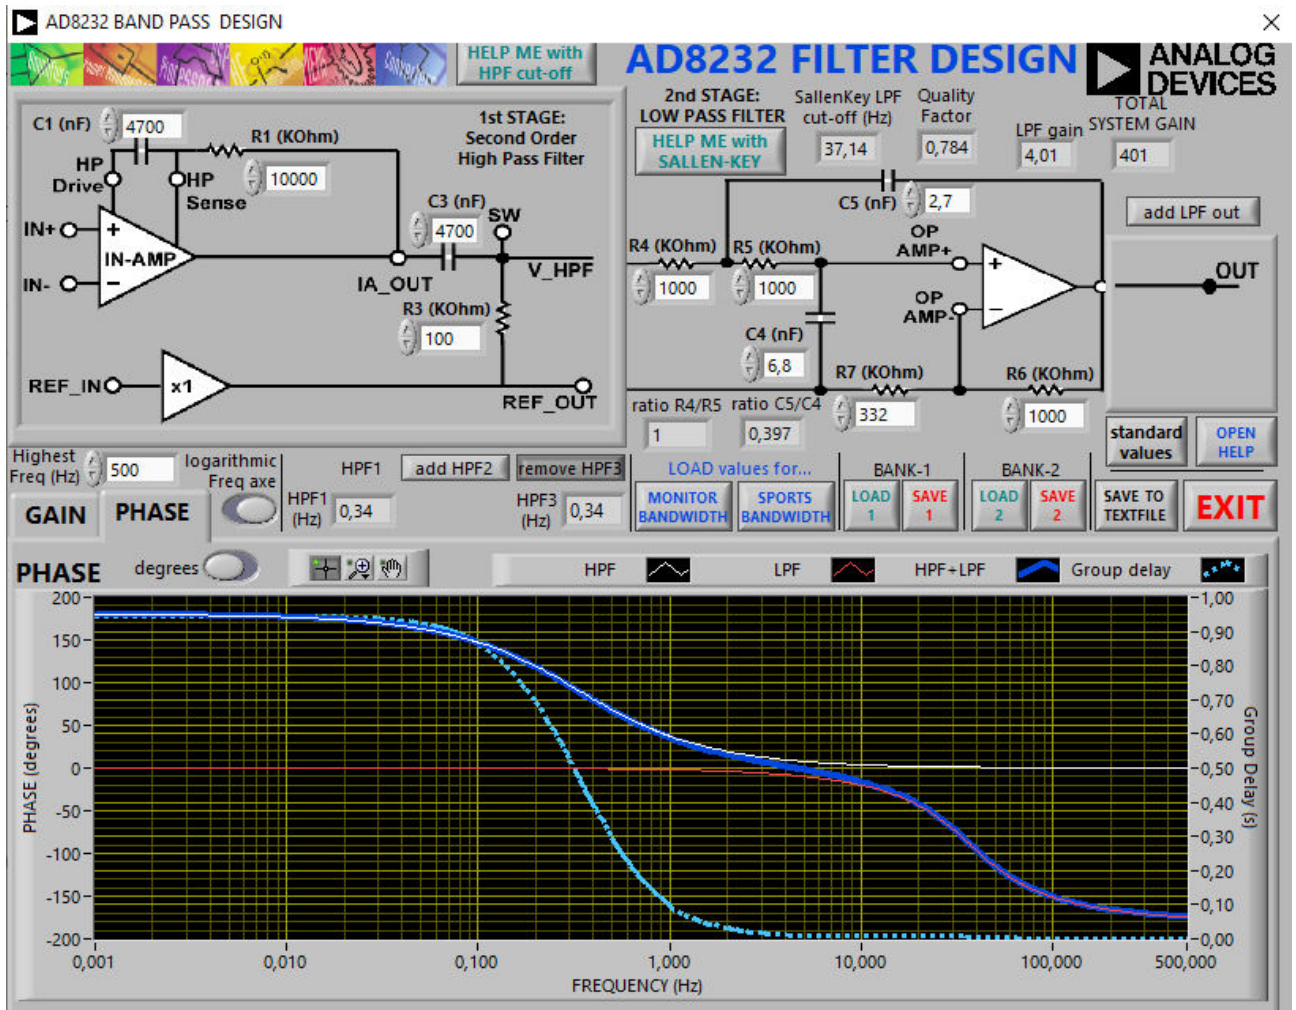 AD8232 BAND PASS  DESIGN
HELP ME with
HPF cut-off
AD8232 FILTER DESIGN
ANALOG
DEVICES
C1 (nF)
4700
R1 (KOhm)
10000
1st STAGE:
Second Order
High Pass Filter
HP
Drive
HP
Sense
C3 (nF)
4700
SW
IN+
IN-
+
IN-AMP
−
IA_OUT
V_HPF
R3 (KOhm)
100
REF_IN
x1
REF_OUT
2nd STAGE:
LOW PASS FILTER
HELP ME with
SALLEN-KEY
SallenKey LPF
cut-off (Hz)
37,14
Quality
Factor
0,784
LPF gain
4,01
TOTAL
SYSTEM GAIN
401
C5 (nF)
2,7
add LPF out
R4 (KOhm)
1000
R5 (KOhm)
1000
OP
AMP+
+
OP
AMP-
−
OUT
C4 (nF)
6,8
R7 (KOhm)
332
R6 (KOhm)
1000
ratio R4/R5
1
ratio C5/C4
0,397
standard
values
OPEN
HELP
Highest
Freq (Hz)
500
logarithmic
Freq axe
HPF1
add HPF2
remove HPF3
HPF1
(Hz)
0,34
HPF3
(Hz)
0,34
LOAD values for...
MONITOR
BANDWIDTH
SPORTS
BANDWIDTH
BANK-1
LOAD
1
SAVE
1
BANK-2
LOAD
2
SAVE
2
SAVE TO
TEXTFILE
EXIT
GAIN
PHASE
PHASE
degrees
HPF
LPF
HPF+LPF
Group delay
PHASE (degrees)
200
150
100
50
0
-50
-100
-150
-200
1,00
0,90
0,80
0,70
0,60
0,50
0,40
0,30
0,20
0,10
0,00
Group Delay (s)
0,001
0,010
0,100
1,000
10,000
100,000
500,000
FREQUENCY (Hz)